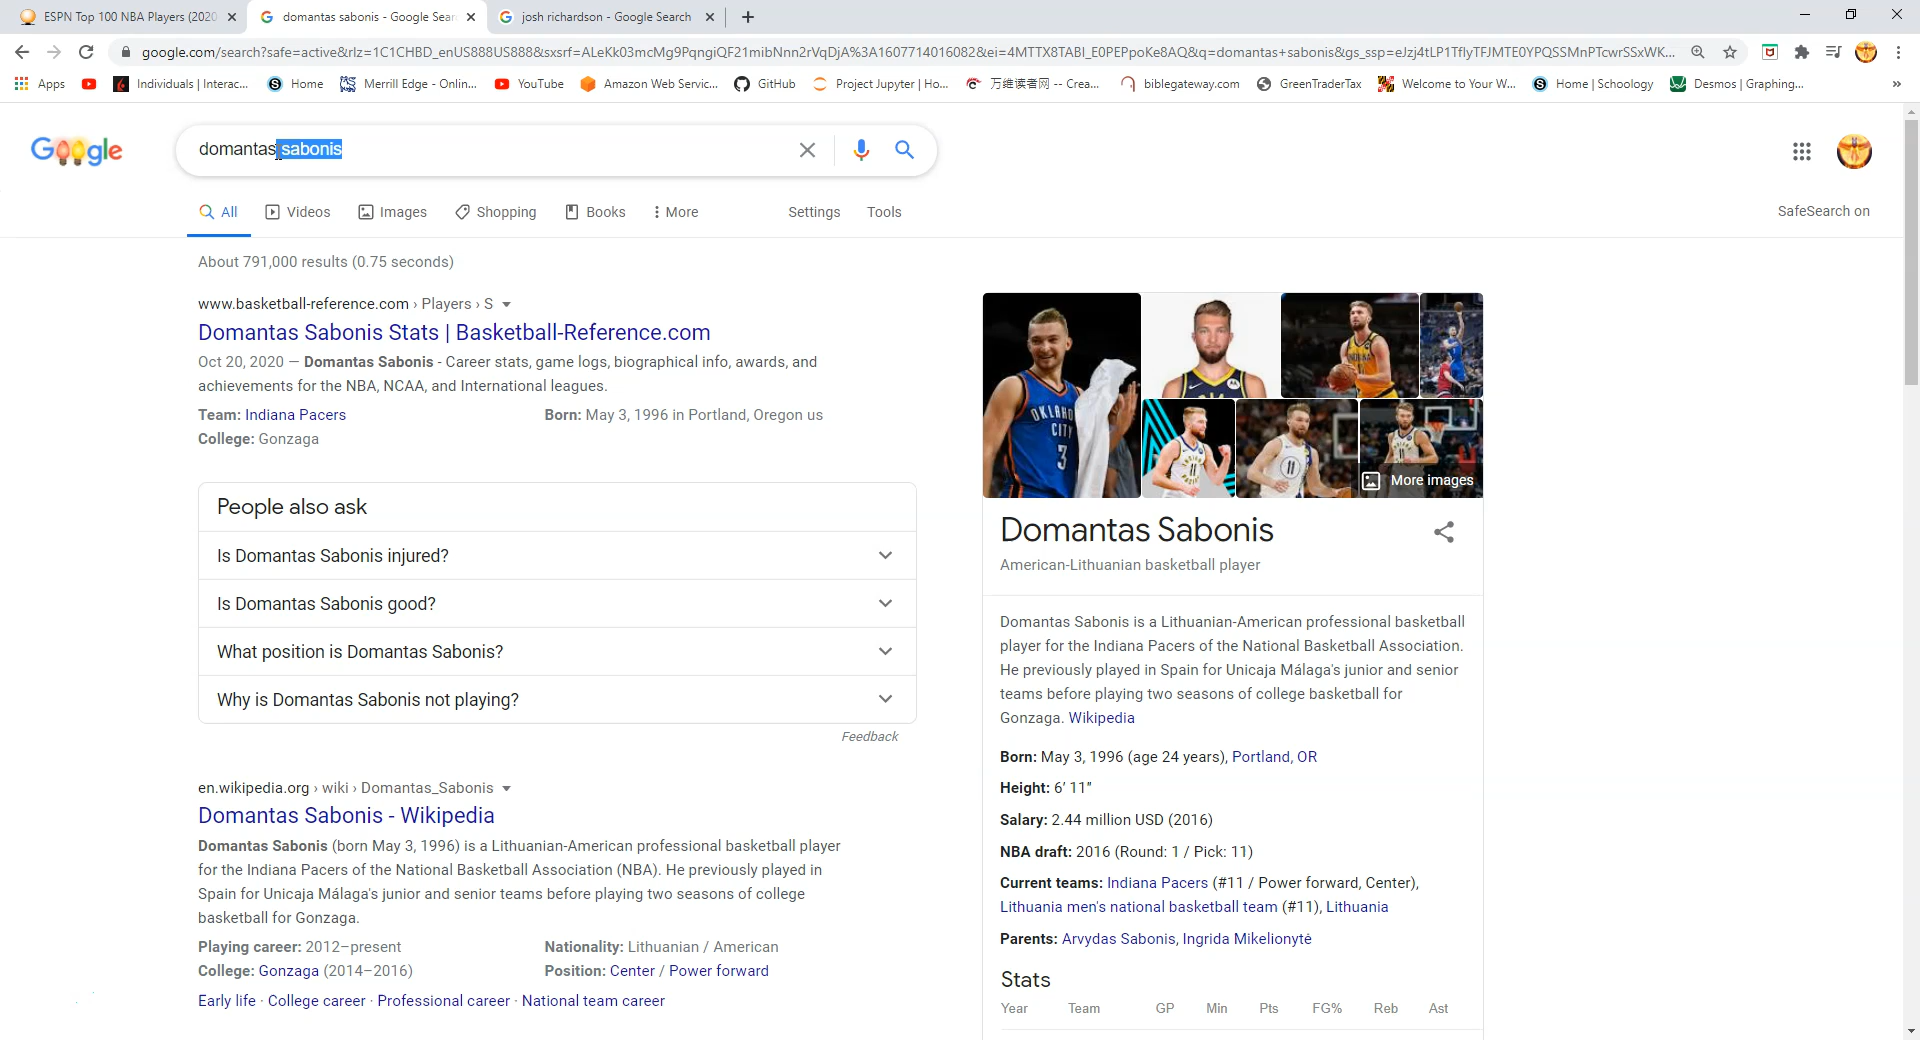 ESPN Top 100 NBA Players (2020
domantas sabonis - Google Sear
josh richardson - Google Search
google.com/search?safe=active&rlz=1C1CHBD_enUS888US888&sxsrf=ALeKk03mcMg9PqngiQF21mibNnn2rVqDjA%3A1607714016082&ei=4MTTX8TABI_E0PEPpoKe8AQ&q=domantas+sabonis&gs_ssp=eJzj4tLP1TflyTFJMTE0YPQSSMnPTcwrSSxWK...
Apps
Individuals | Interac...
Home
Merrill Edge - Onlin...
YouTube
Amazon Web Servic...
GitHub
Project Jupyter | Ho...
万维读者网 -- Crea...
biblegateway.com
GreenTraderTax
Welcome to Your W...
Home | Schoology
Desmos | Graphing...
»
Google
domantas sabonis
All
Videos
Images
Shopping
Books
More
Settings
Tools
SafeSearch on
About 791,000 results (0.75 seconds)
www.basketball-reference.com › Players › S
Domantas Sabonis Stats | Basketball-Reference.com
Oct 20, 2020 — Domantas Sabonis - Career stats, game logs, biographical info, awards, and
achievements for the NBA, NCAA, and International leagues.
Team: Indiana Pacers
Born: May 3, 1996 in Portland, Oregon us
College: Gonzaga
People also ask
Is Domantas Sabonis injured?
Is Domantas Sabonis good?
What position is Domantas Sabonis?
Why is Domantas Sabonis not playing?
Feedback
en.wikipedia.org › wiki › Domantas_Sabonis
Domantas Sabonis - Wikipedia
Domantas Sabonis (born May 3, 1996) is a Lithuanian-American professional basketball player
for the Indiana Pacers of the National Basketball Association (NBA). He previously played in
Spain for Unicaja Málaga's junior and senior teams before playing two seasons of college
basketball for Gonzaga.
Playing career: 2012–present
Nationality: Lithuanian / American
College: Gonzaga (2014–2016)
Position: Center / Power forward
Early life · College career · Professional career · National team career
OKLAHO
CITY
3
INDIANA
11
11
More images
Domantas Sabonis
American-Lithuanian basketball player
Domantas Sabonis is a Lithuanian-American professional basketball
player for the Indiana Pacers of the National Basketball Association.
He previously played in Spain for Unicaja Málaga's junior and senior
teams before playing two seasons of college basketball for
Gonzaga. Wikipedia
Born: May 3, 1996 (age 24 years), Portland, OR
Height: 6′ 11″
Salary: 2.44 million USD (2016)
NBA draft: 2016 (Round: 1 / Pick: 11)
Current teams: Indiana Pacers (#11 / Power forward, Center),
Lithuania men's national basketball team (#11), Lithuania
Parents: Arvydas Sabonis, Ingrida Mikelionytė
Stats
Year Team GP Min Pts FG% Reb Ast